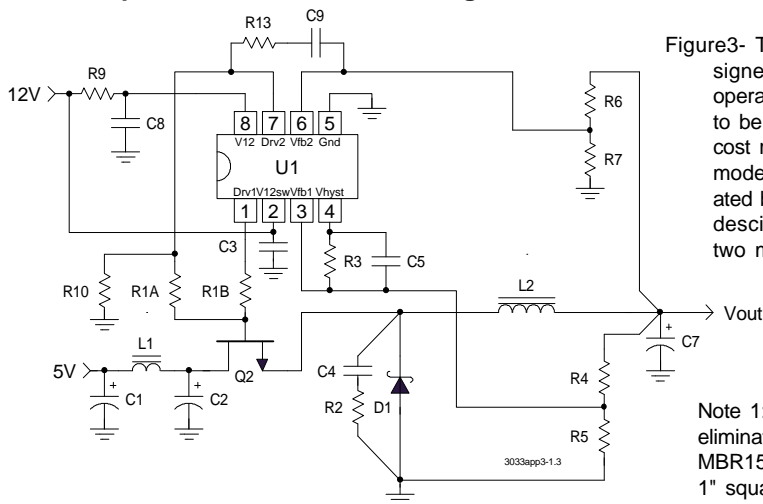 R13
C9
Figure3- T
signe
opera
to be
cost r
mode
ated l
desci
two m
R9
R6
12V
C8
8 7 6 5
V12 Drv2 Vfb2 Gnd
R7
U1
Drv1 V12sw Vfb1 Vhyst
1 2 3 4
C3
R3
C5
R10
R1A
R1B
L2
Vout
L1
+
C7
5V
Q2
C4
R4
+
C1
+
C2
R2
D1
R5
3033app3-1.3
Note 1:
elimina
MBR15
1" squa